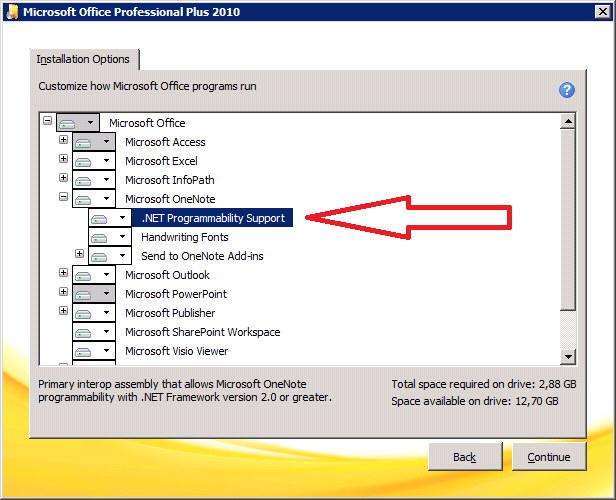 Microsoft Office Professional Plus 2010
Installation Options
Customize how Microsoft Office programs run
Microsoft Office
Microsoft Access
Microsoft Excel
Microsoft InfoPath
Microsoft OneNote
.NET Programmability Support
Handwriting Fonts
Send to OneNote Add-ins
Microsoft Outlook
Microsoft PowerPoint
Microsoft Publisher
Microsoft SharePoint Workspace
Microsoft Visio Viewer
Primary interop assembly that allows Microsoft OneNote
programmability with .NET Framework version 2.0 or greater.
Total space required on drive: 2,88 GB
Space available on drive: 12,70 GB
Back
Continue